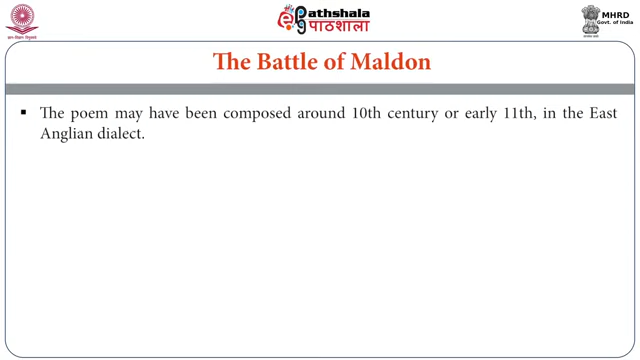 Pathshala
पाठशाला
MHRD
Govt. of India
The Battle of Maldon
▪ The poem may have been composed around 10th century or early 11th, in the East
Anglian dialect.